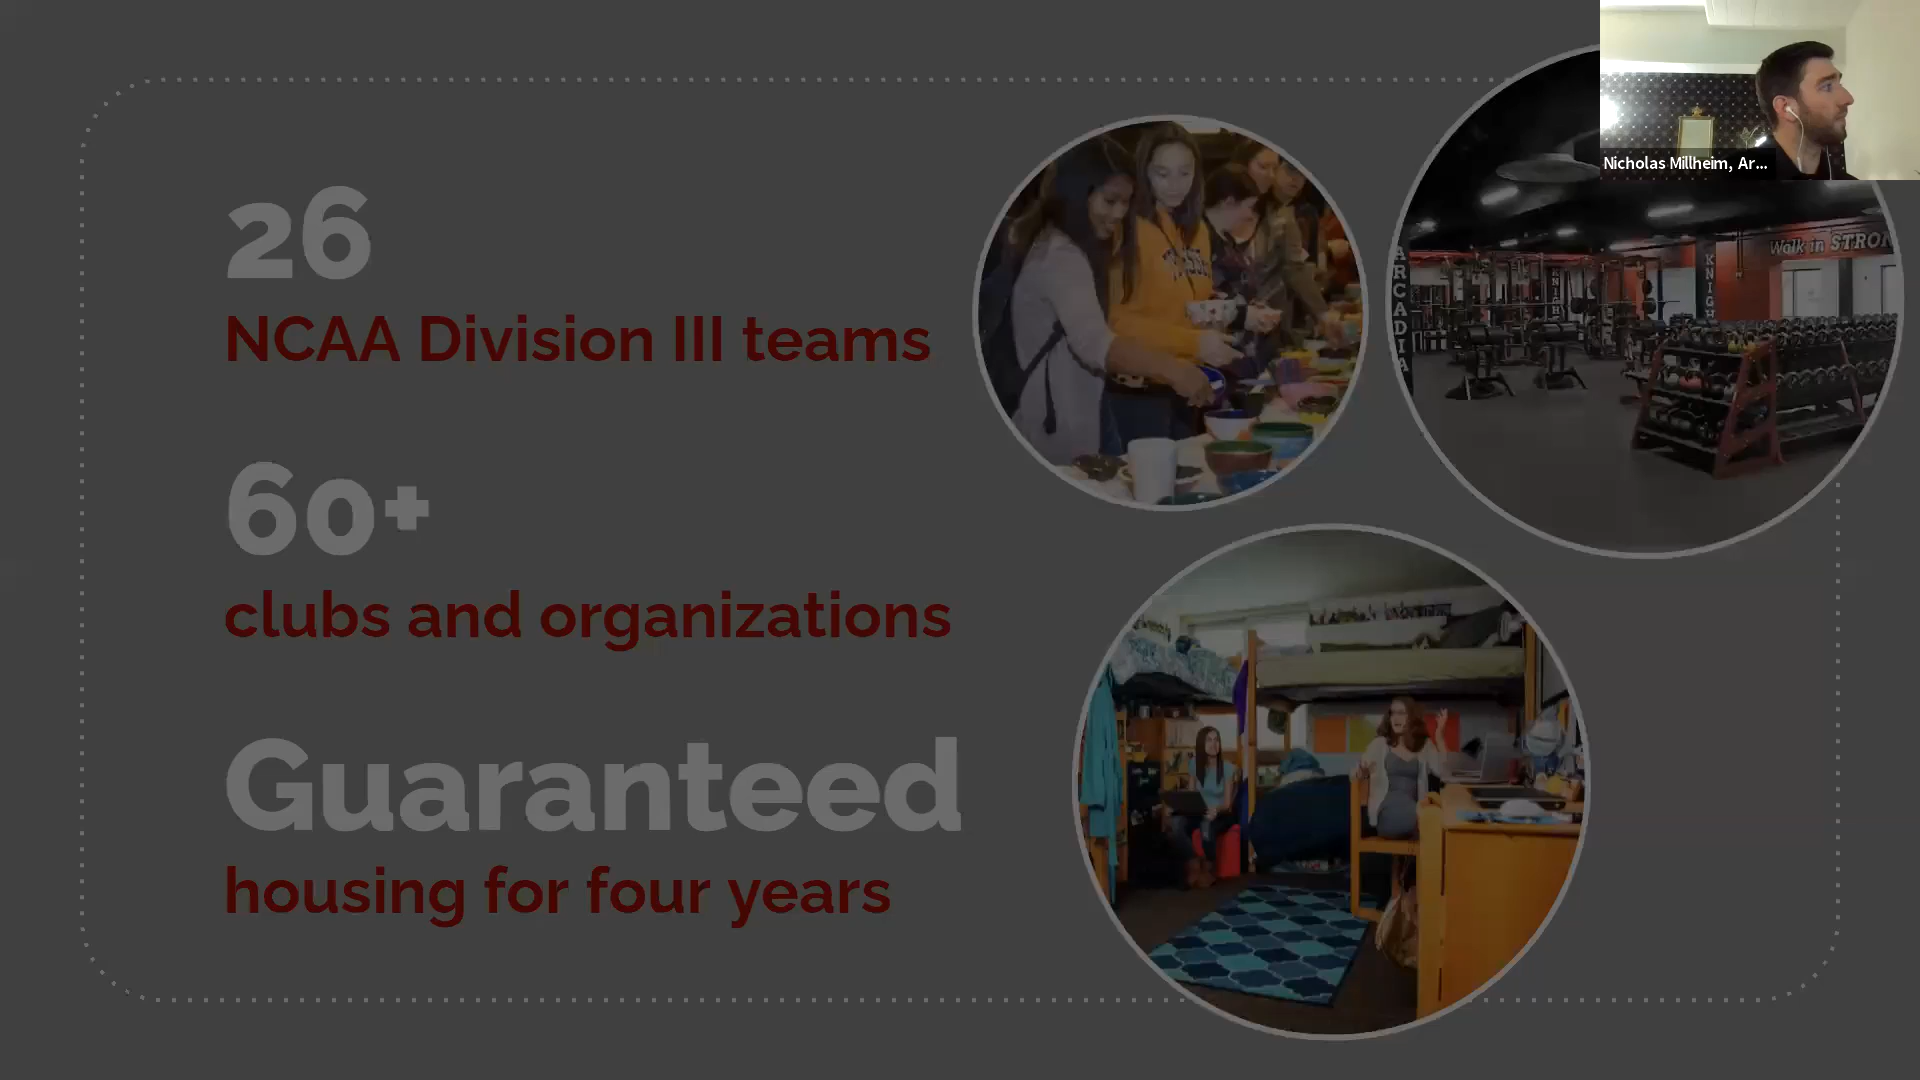 26
NCAA Division III teams
60+
clubs and organizations
Guaranteed
housing for four years
Nicholas Millheim, Ar...
Walk in STRON
ARCADIA
KNIGH
KNIGH